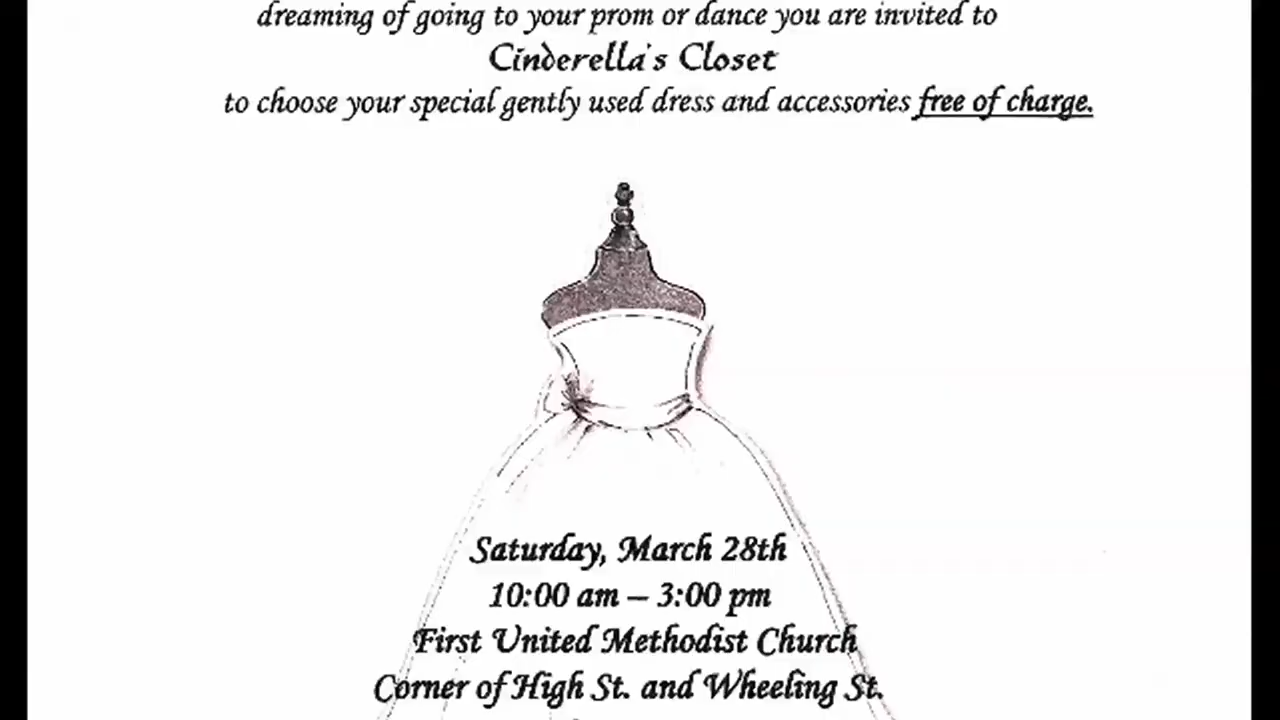 dreaming of going to your prom or dance you are invited to
Cinderella's Closet
to choose your special gently used dress and accessories free of charge.
Saturday, March 28th
10:00 am – 3:00 pm
First United Methodist Church
Corner of High St. and Wheeling St.